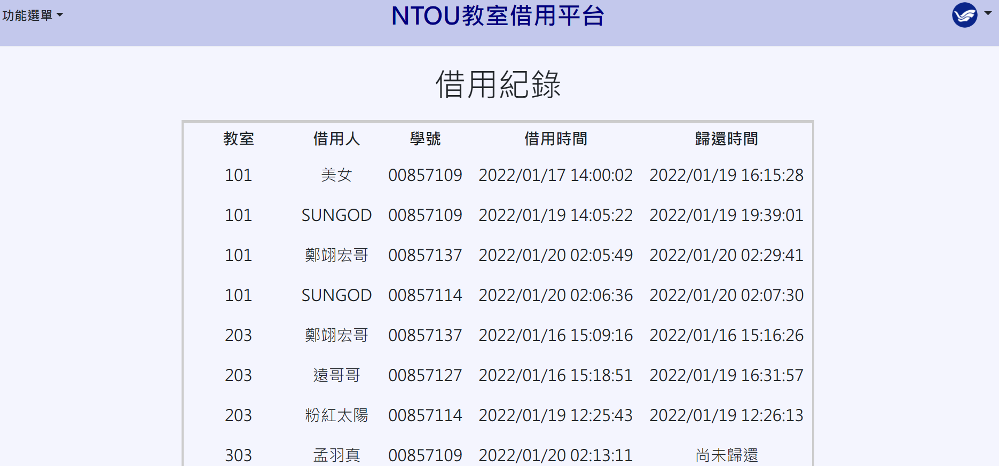 功能選單
NTOU教室借用平台
借用紀錄
教室 借用人 學號 借用時間 歸還時間
101 美女 00857109 2022/01/17 14:00:02 2022/01/19 16:15:28
101 SUNGOD 00857109 2022/01/19 14:05:22 2022/01/19 19:39:01
101 鄭翊宏哥 00857137 2022/01/20 02:05:49 2022/01/20 02:29:41
101 SUNGOD 00857114 2022/01/20 02:06:36 2022/01/20 02:07:30
203 鄭翊宏哥 00857137 2022/01/16 15:09:16 2022/01/16 15:16:26
203 遠哥哥 00857127 2022/01/16 15:18:51 2022/01/19 16:31:57
203 粉紅太陽 00857114 2022/01/19 12:25:43 2022/01/19 12:26:13
303 孟羽真 00857109 2022/01/20 02:13:11 尚未歸還